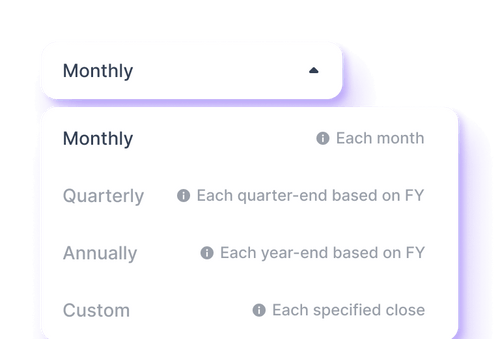 Monthly
Monthly Each month
Quarterly Each quarter-end based on FY
Annually Each year-end based on FY
Custom Each specified close